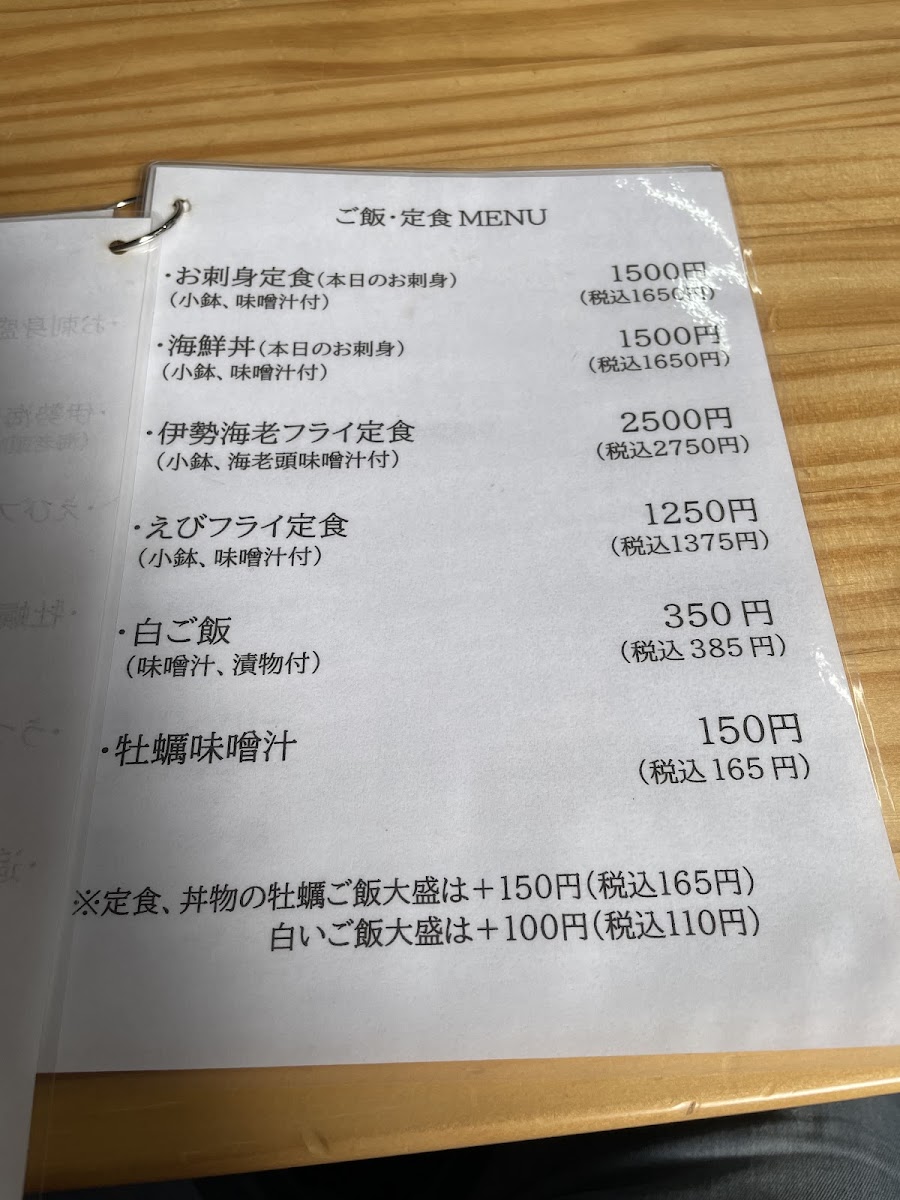 ご飯・定食 MENU
・お刺身定食(本日のお刺身) 1500円
(小鉢、味噌汁付) (税込1650円)
・海鮮丼(本日のお刺身) 1500円
(小鉢、味噌汁付) (税込1650円)
・伊勢海老フライ定食 2500円
(小鉢、海老頭味噌汁付) (税込2750円)
・えびフライ定食 1250円
(小鉢、味噌汁付) (税込1375円)
・白ご飯 350円
(味噌汁、漬物付) (税込385円)
・牡蠣味噌汁 150円
(税込165円)
※定食、丼物の牡蠣ご飯大盛は+150円(税込165円)
白いご飯大盛は+100円(税込110円)